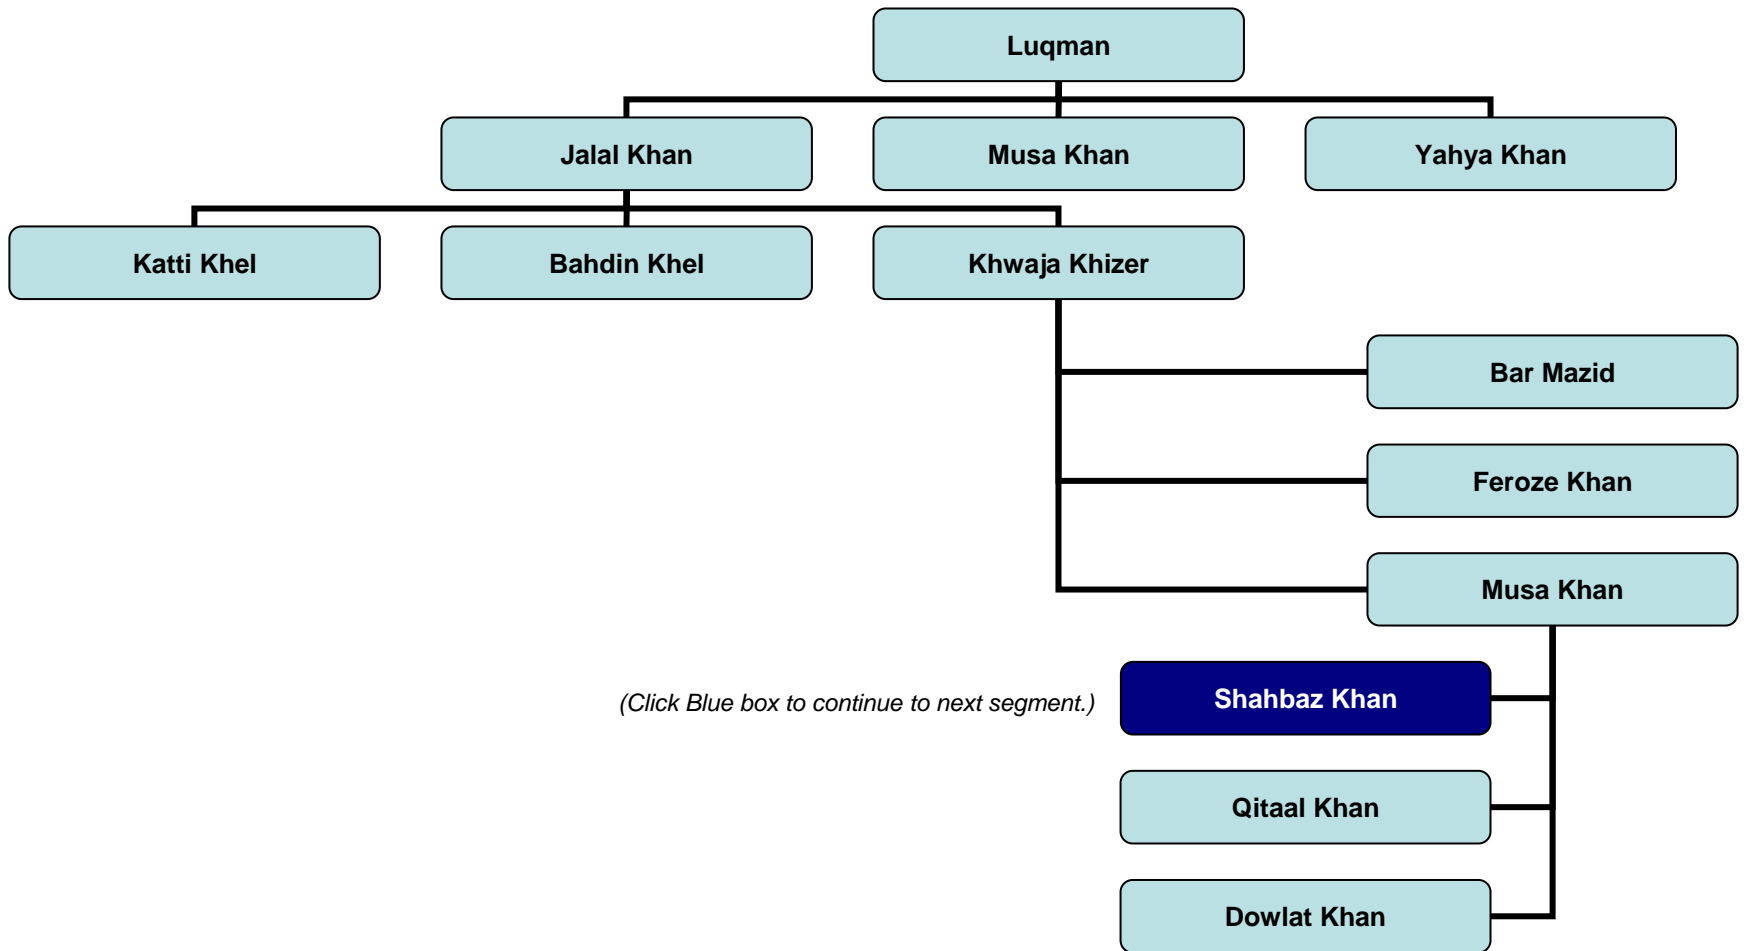 Luqman
Jalal Khan
Musa Khan
Yahya Khan
Katti Khel
Bahdin Khel
Khwaja Khizer
Bar Mazid
Feroze Khan
Musa Khan
(Click Blue box to continue to next segment.)
Shahbaz Khan
Qitaal Khan
Dowlat Khan